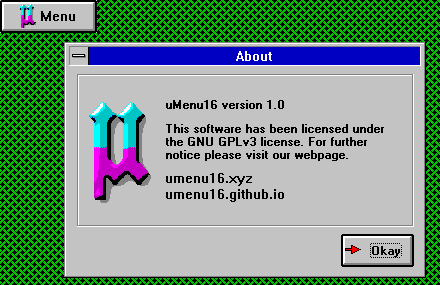 Menu
About
uMenu16 version 1.0
This software has been licensed under
the GNU GPLv3 license. For further
notice please visit our webpage.
umenu16.xyz
umenu16.github.io
Okay